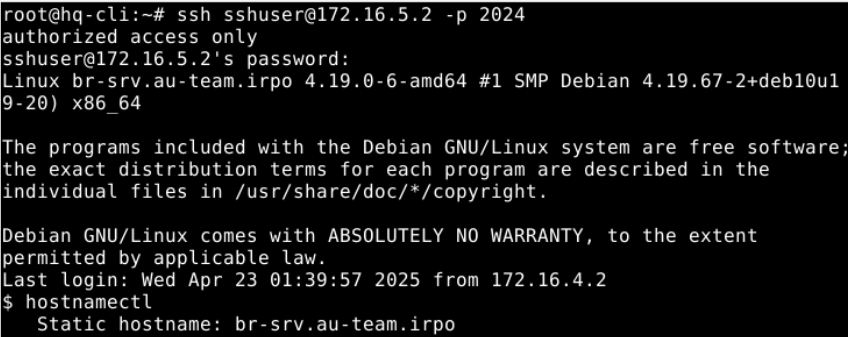 root@hq-cli:~# ssh sshuser@172.16.5.2 -p 2024
authorized access only
sshuser@172.16.5.2's password:
Linux br-srv.au-team.irpo 4.19.0-6-amd64 #1 SMP Debian 4.19.67-2+deb10u1
9-20) x86_64
The programs included with the Debian GNU/Linux system are free software;
the exact distribution terms for each program are described in the
individual files in /usr/share/doc/*/copyright.
Debian GNU/Linux comes with ABSOLUTELY NO WARRANTY, to the extent
permitted by applicable law.
Last login: Wed Apr 23 01:39:57 2025 from 172.16.4.2
$ hostnamectl
   Static hostname: br-srv.au-team.irpo